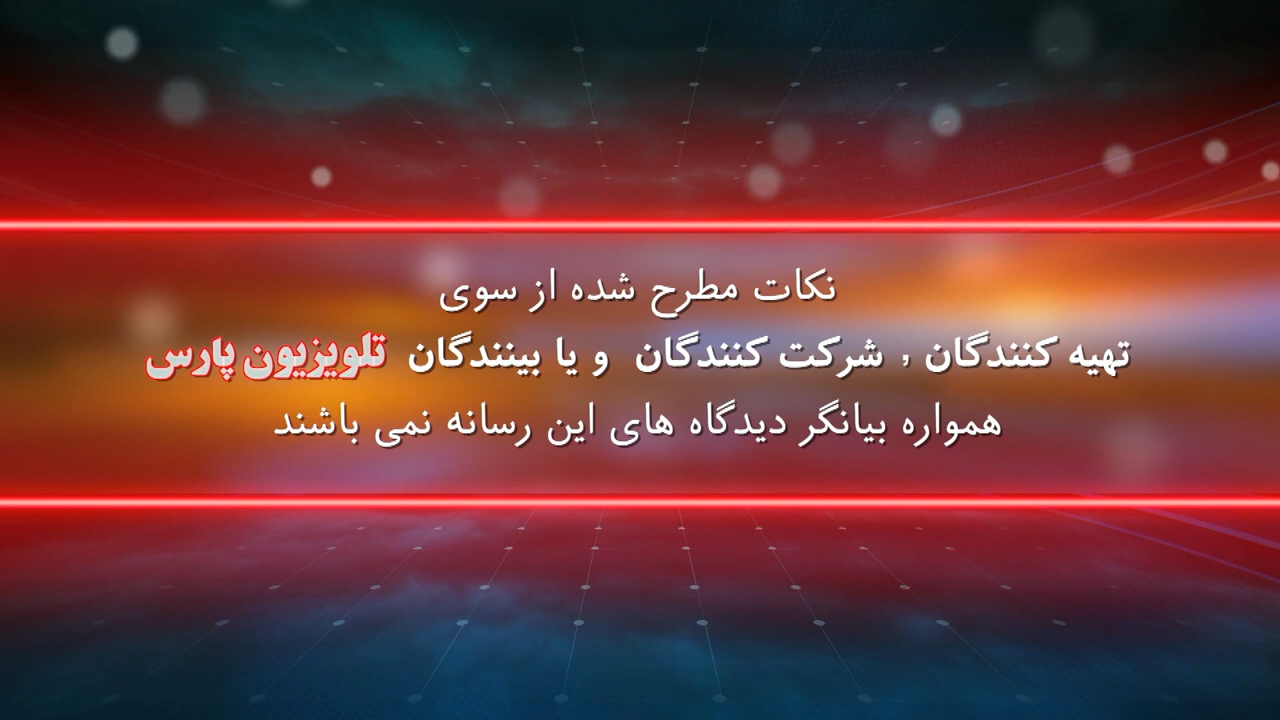 نکات مطرح شده از سوی
تهیه کنندگان , شرکت کنندگان و یا بینندگان تلویزیون پارس
همواره بیانگر دیدگاه های این رسانه نمی باشند